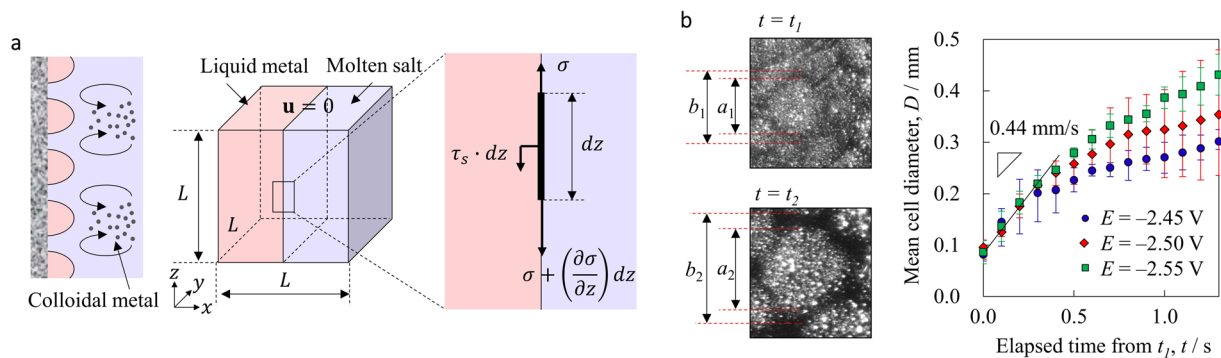 a
Liquid metal
Molten salt
𝐮 = 0
L
L
L
z
y
x
Colloidal metal
σ
τ_s · dz
dz
σ + (∂σ/∂z) dz
b
t = t_1
b_1
a_1
t = t_2
b_2
a_2
Mean cell diameter, D / mm
0.5
0.4
0.3
0.2
0.1
0.0
0.44 mm/s
E = –2.45 V
E = –2.50 V
E = –2.55 V
0.0
0.5
1.0
Elapsed time from t_1, t / s